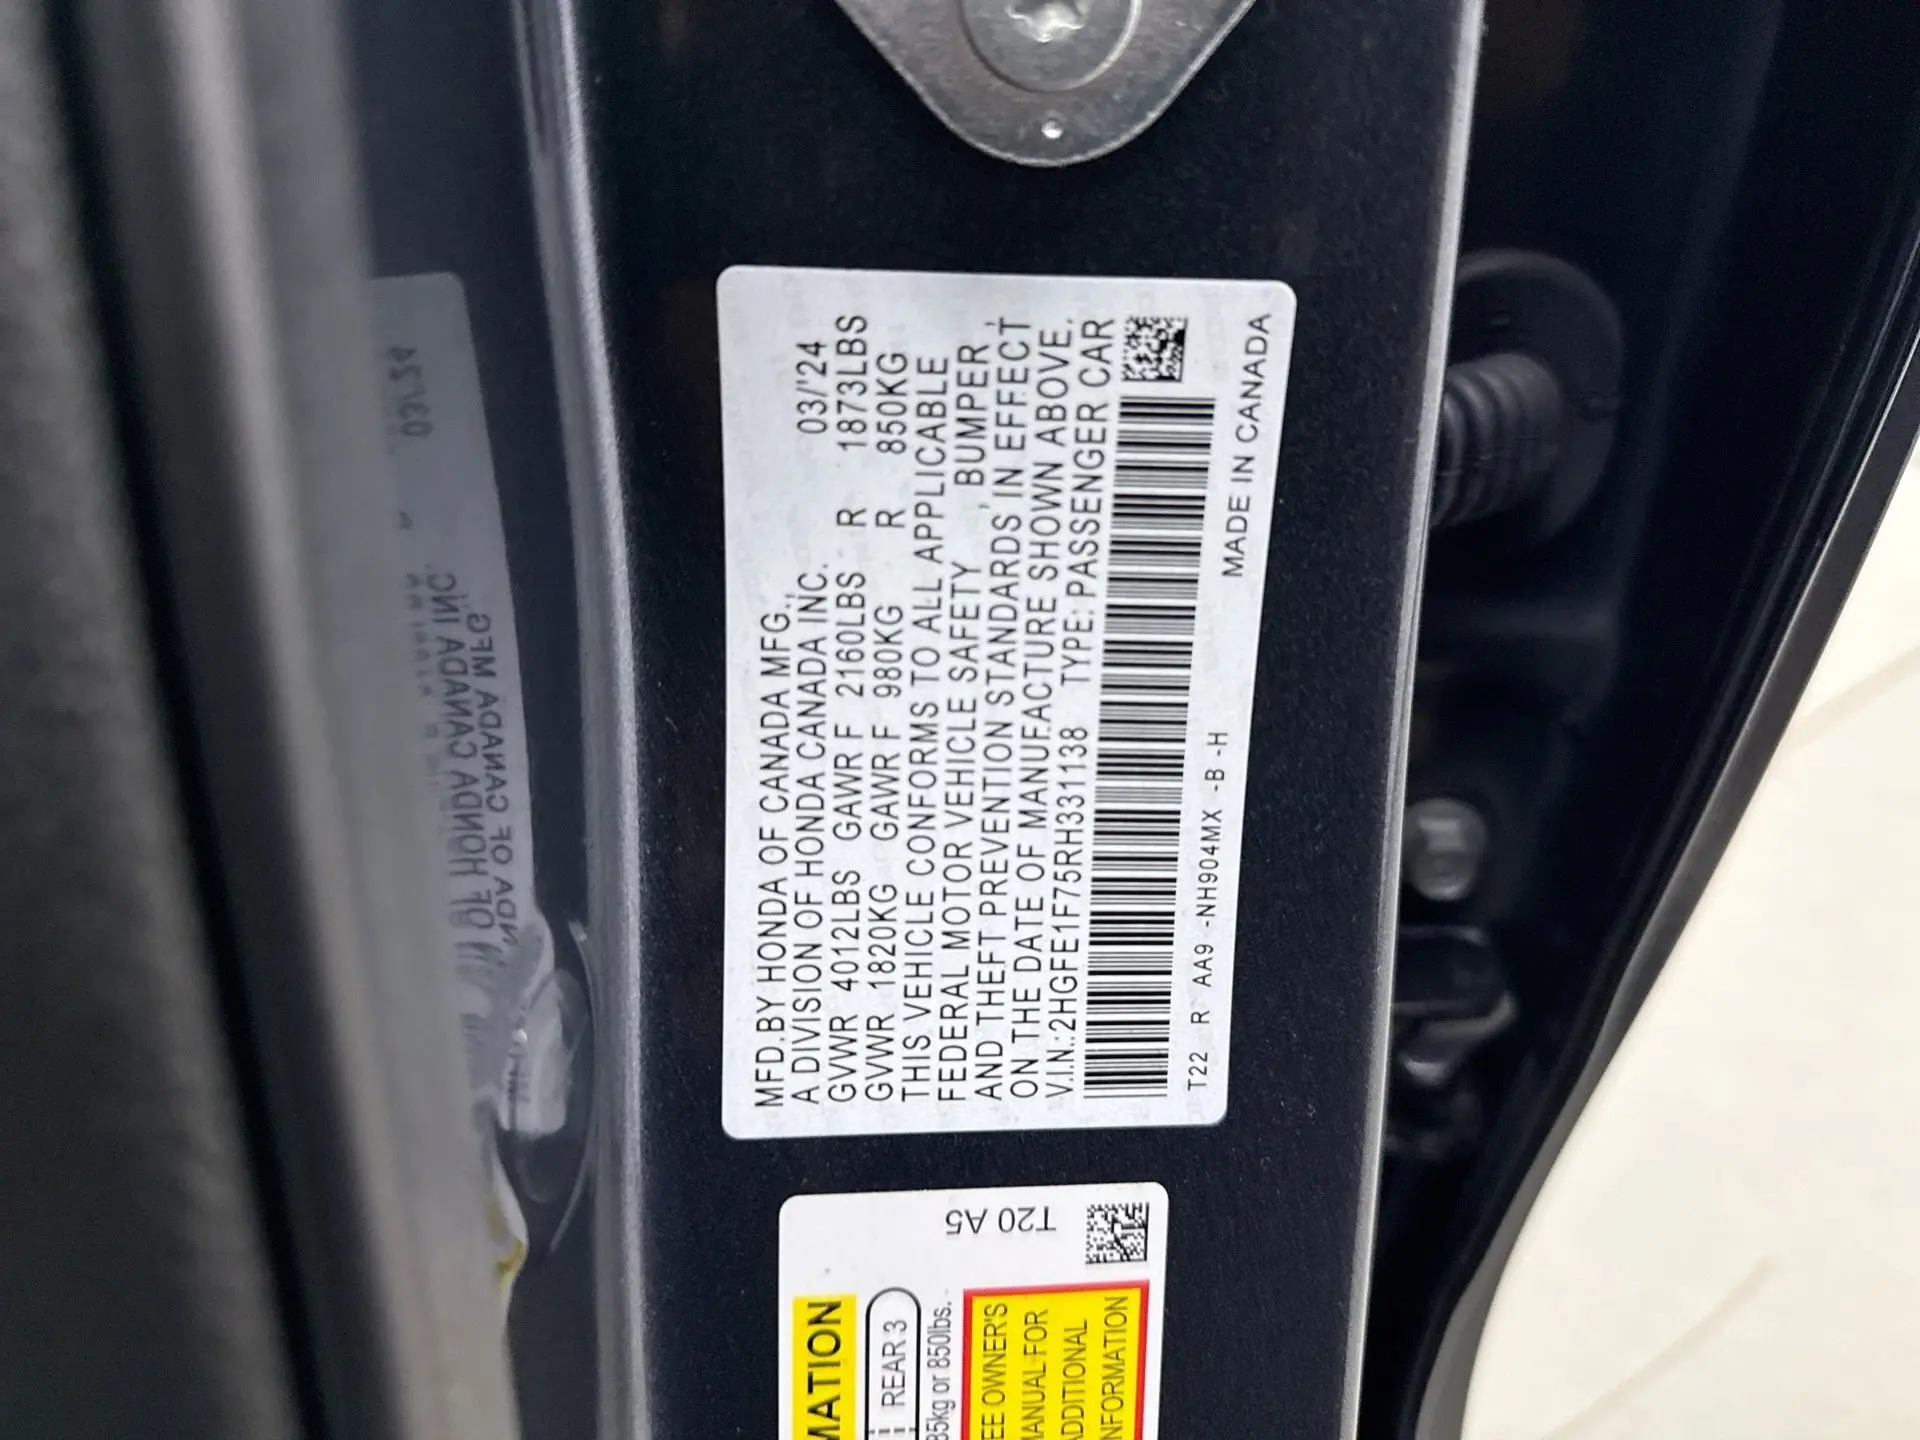 MFD.BY HONDA OF CANADA MFG., 03/'24
A DIVISION OF HONDA CANADA INC.
GVWR 4012LBS GAWR F 2160LBS R 1873LBS
GVWR 1820KG GAWR F 980KG R 850KG
THIS VEHICLE CONFORMS TO ALL APPLICABLE
FEDERAL MOTOR VEHICLE SAFETY , BUMPER ,
AND THEFT PREVENTION STANDARDS IN EFFECT
ON THE DATE OF MANUFACTURE SHOWN ABOVE.
V.I.N.:2HGFE1F75RH331138 TYPE: PASSENGER CAR
T22 R AA9 -NH904MX -B -H
MADE IN CANADA
T20 A5
MATION
REAR 3
85kg or 850lbs.
EE OWNER'S
MANUAL FOR
ADDITIONAL
NFORMATION